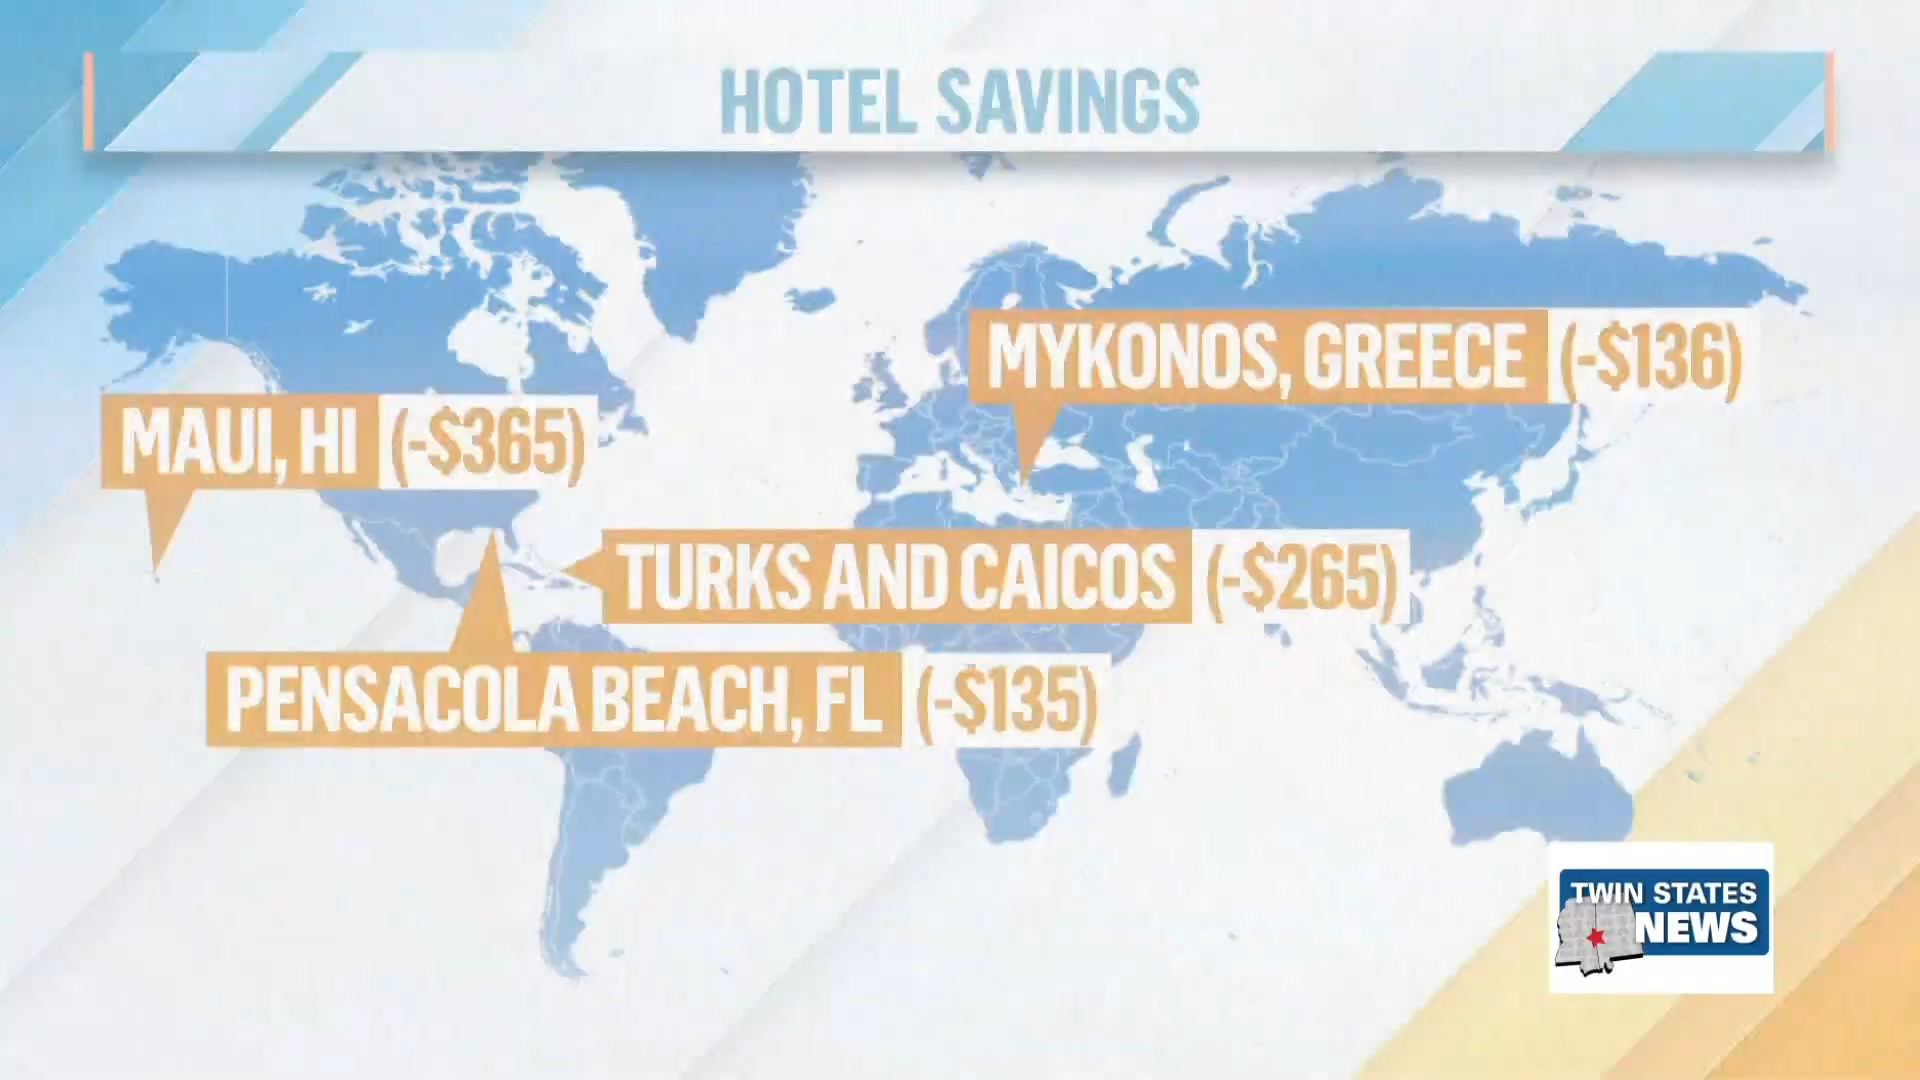 HOTEL SAVINGS
MYKONOS, GREECE (-$136)
MAUI, HI (-$365)
TURKS AND CAICOS (-$265)
PENSACOLA BEACH, FL (-$135)
TWIN STATES
NEWS